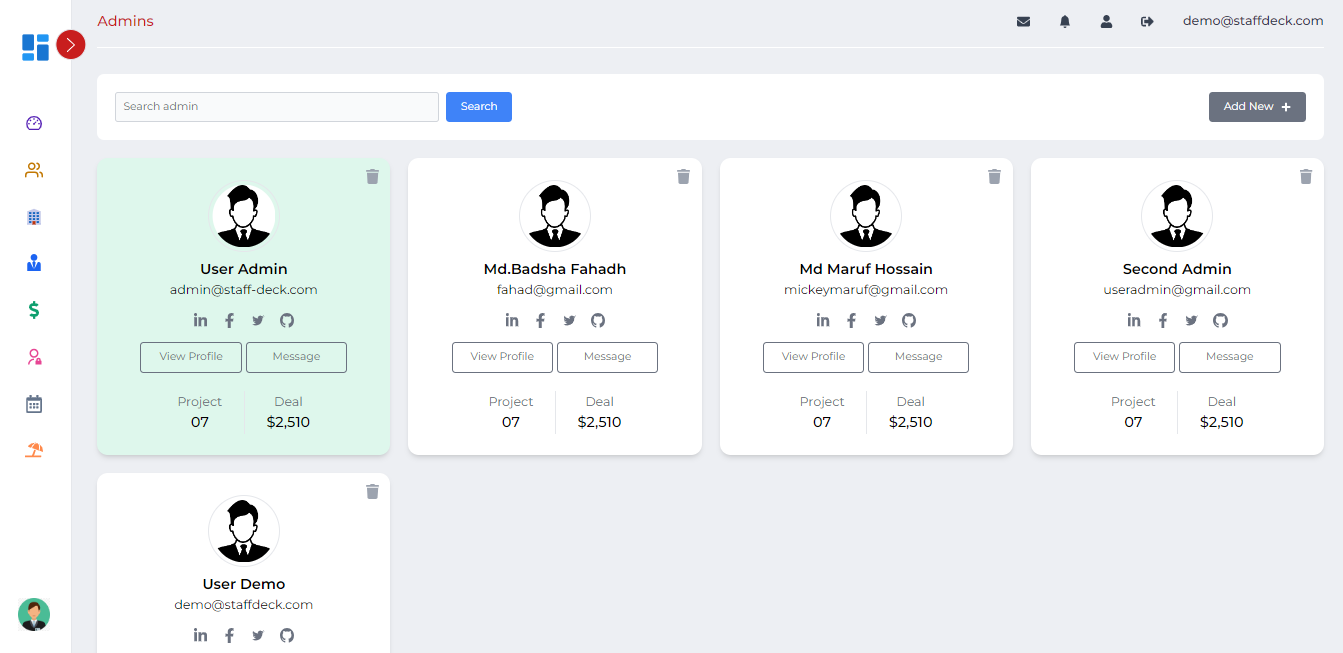 Admins
demo@staffdeck.com
Search admin
Search
Add New +
User Admin
admin@staff-deck.com
View Profile
Message
Project
07
Deal
$2,510
Md.Badsha Fahadh
fahad@gmail.com
View Profile
Message
Project
07
Deal
$2,510
Md Maruf Hossain
mickeymaruf@gmail.com
View Profile
Message
Project
07
Deal
$2,510
Second Admin
useradmin@gmail.com
View Profile
Message
Project
07
Deal
$2,510
User Demo
demo@staffdeck.com